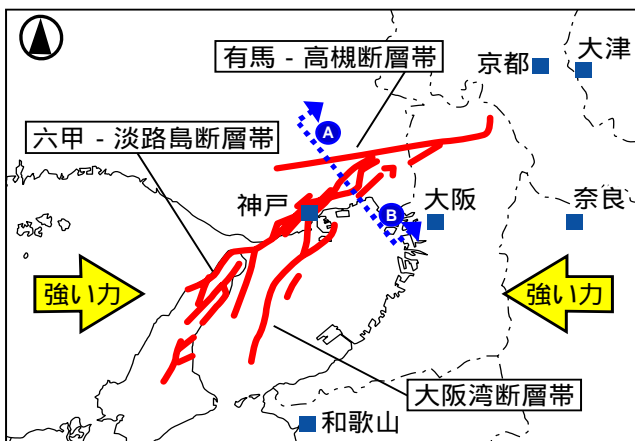 有馬 - 高槻断層帯
京都
大津
A
六甲 - 淡路島断層帯
神戸
B
大阪
奈良
強い力
強い力
大阪湾断層帯
和歌山